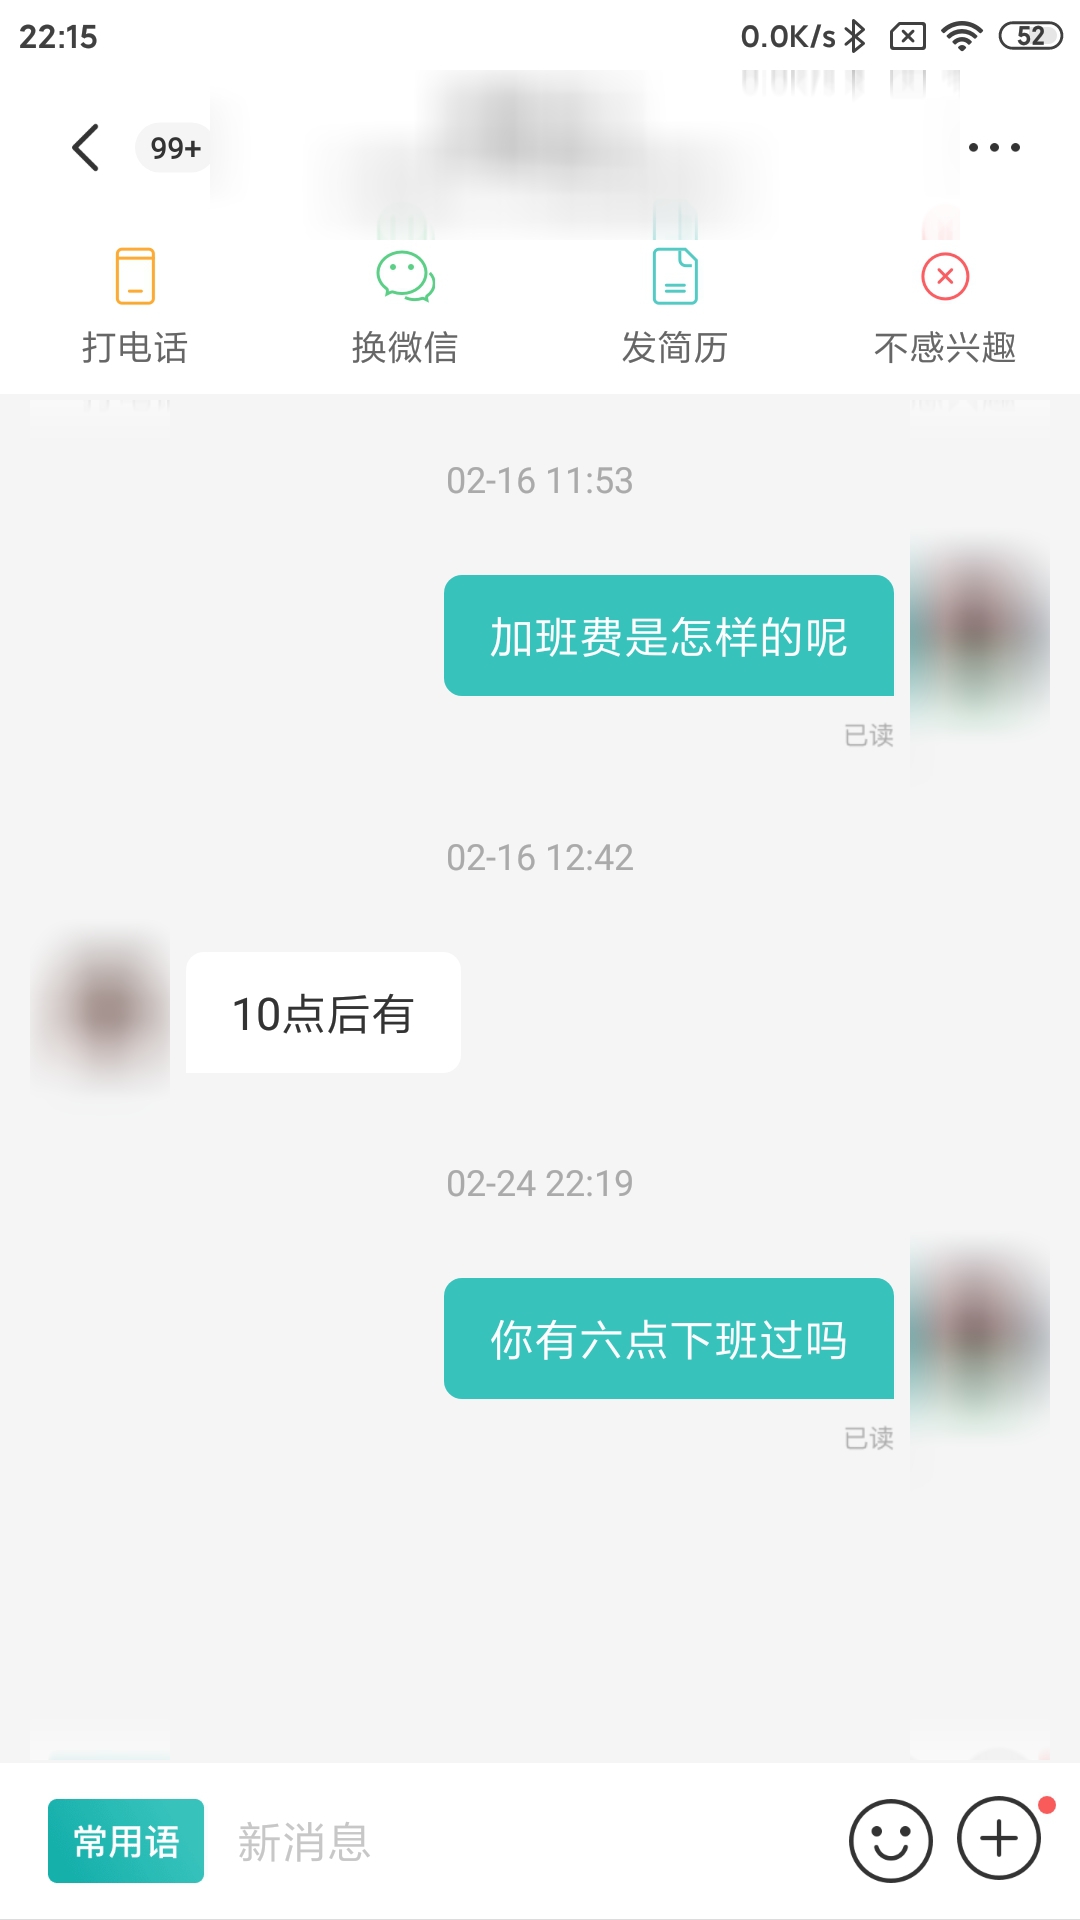 22:15
0.0K/s
52
99+
打电话
换微信
发简历
不感兴趣
02-16 11:53
加班费是怎样的呢
已读
02-16 12:42
10点后有
02-24 22:19
你有六点下班过吗
已读
常用语
新消息